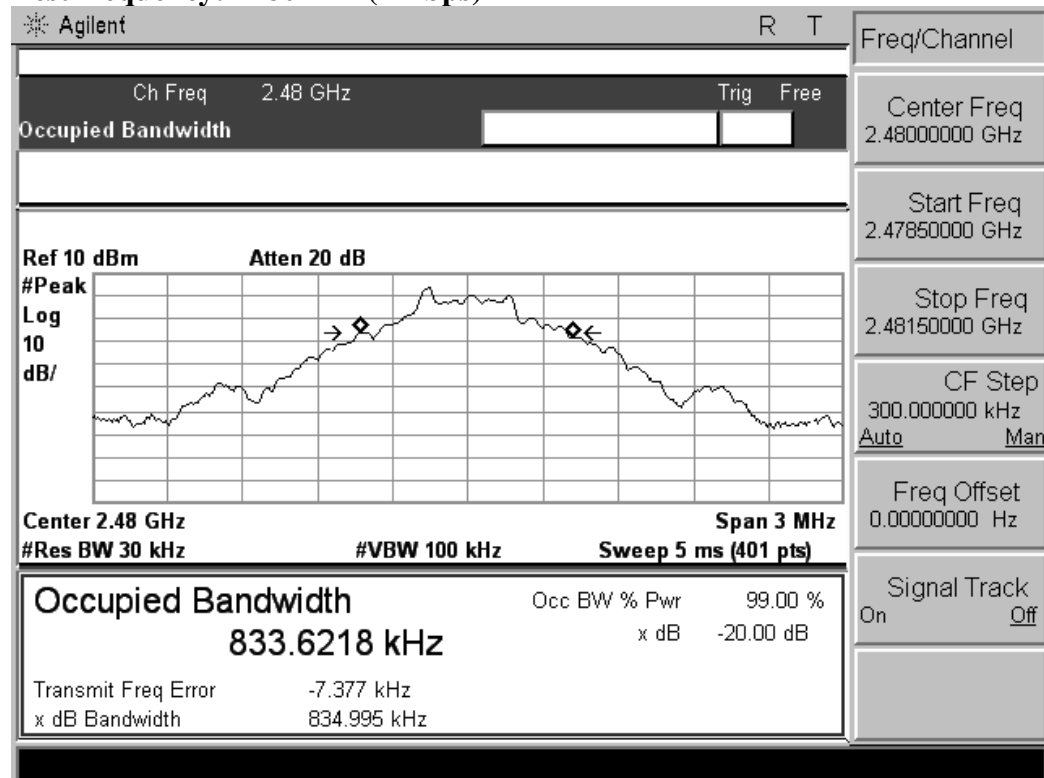 Agilent R T
Freq/Channel
Ch Freq 2.48 GHz Trig Free
Occupied Bandwidth
Center Freq
2.48000000 GHz
Start Freq
2.47850000 GHz
Stop Freq
2.48150000 GHz
CF Step
300.000000 kHz
Auto Man
Freq Offset
0.00000000 Hz
Signal Track
On Off
Ref 10 dBm Atten 20 dB
#Peak
Log
10
dB/
Center 2.48 GHz Span 3 MHz
#Res BW 30 kHz #VBW 100 kHz Sweep 5 ms (401 pts)
Occupied Bandwidth
833.6218 kHz
Occ BW % Pwr 99.00 %
x dB -20.00 dB
Transmit Freq Error -7.377 kHz
x dB Bandwidth 834.995 kHz